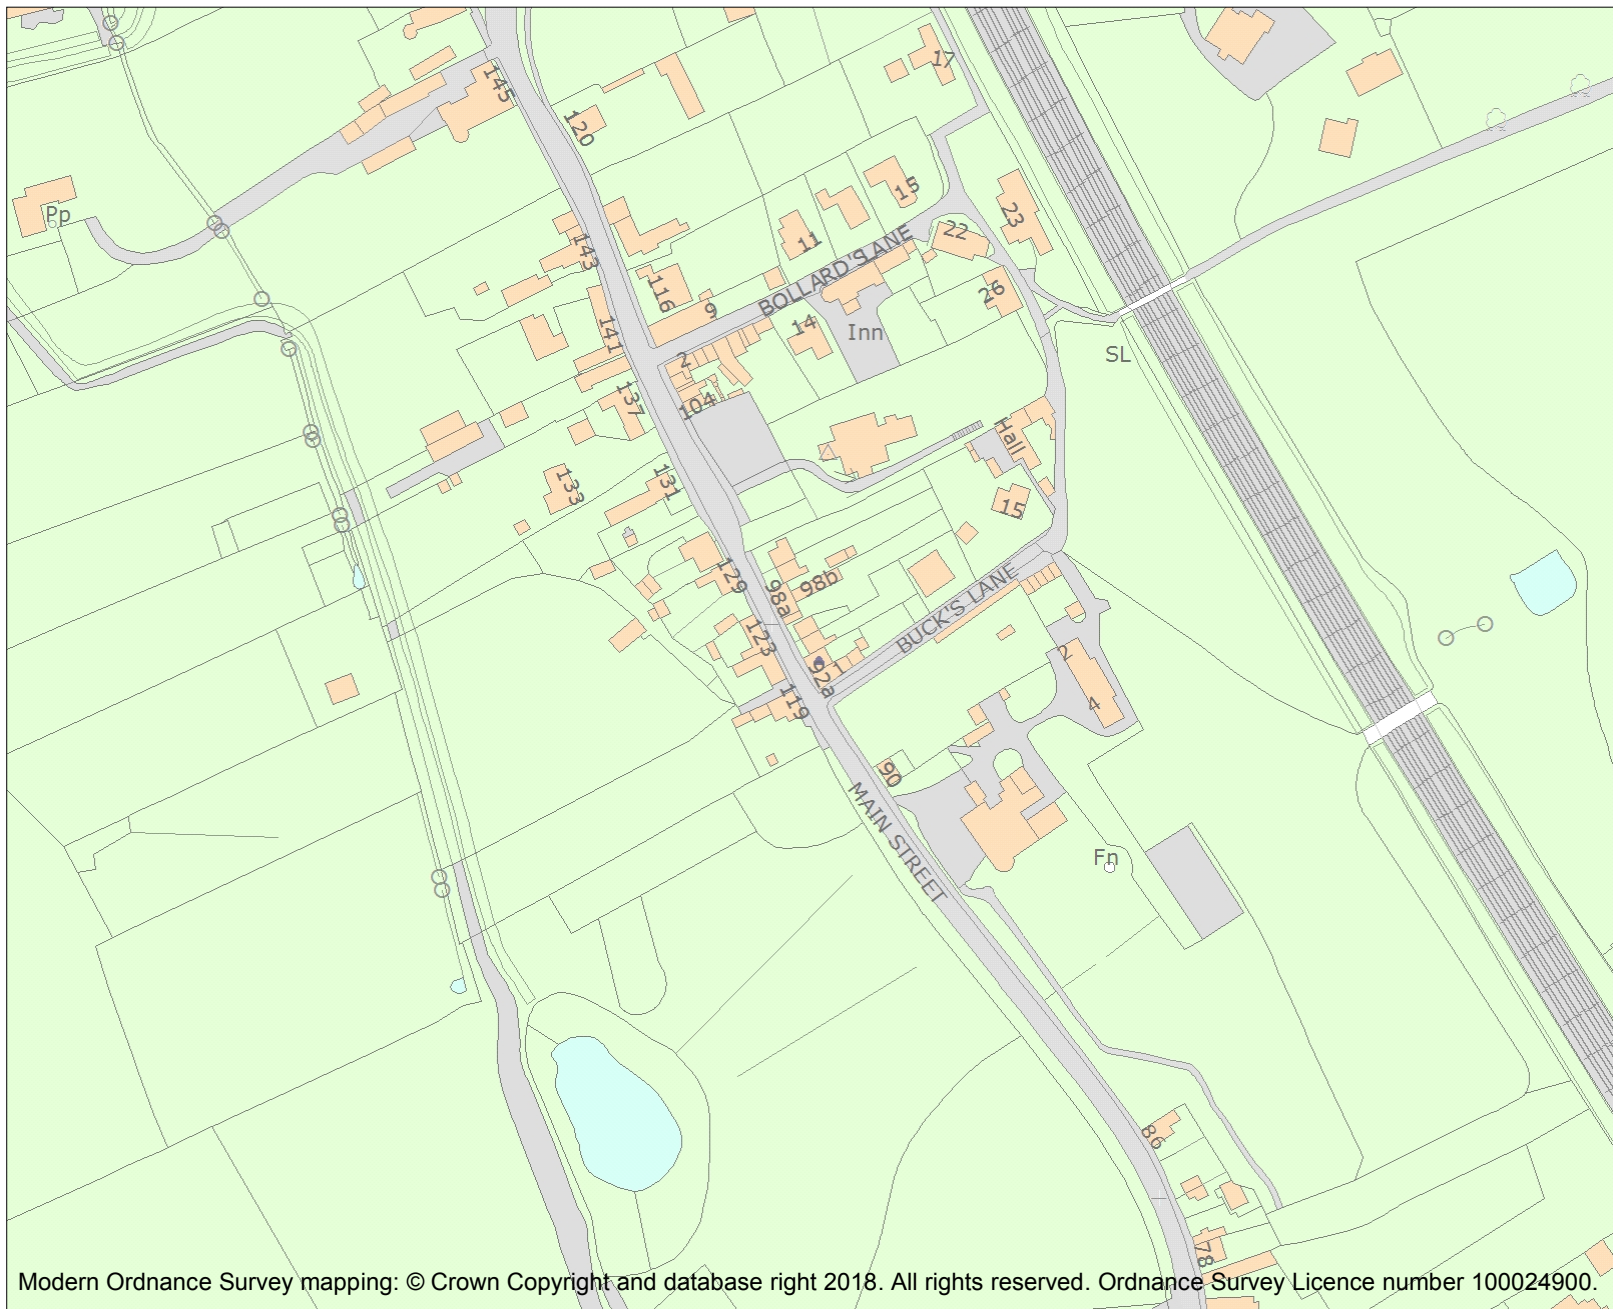 17
145
120
15
Pp
23
22
143
11
BOLLARD'S LANE
116
26
9
14
141
Inn
SL
2
137
104
Hall
131
133
15
129
98a
98b
BUCK'S LANE
123
2
1
92a
119
4
90
MAIN STREET
Fn
86
78
Modern Ordnance Survey mapping: © Crown Copyright and database right 2018. All rights reserved. Ordnance Survey Licence number 100024900.